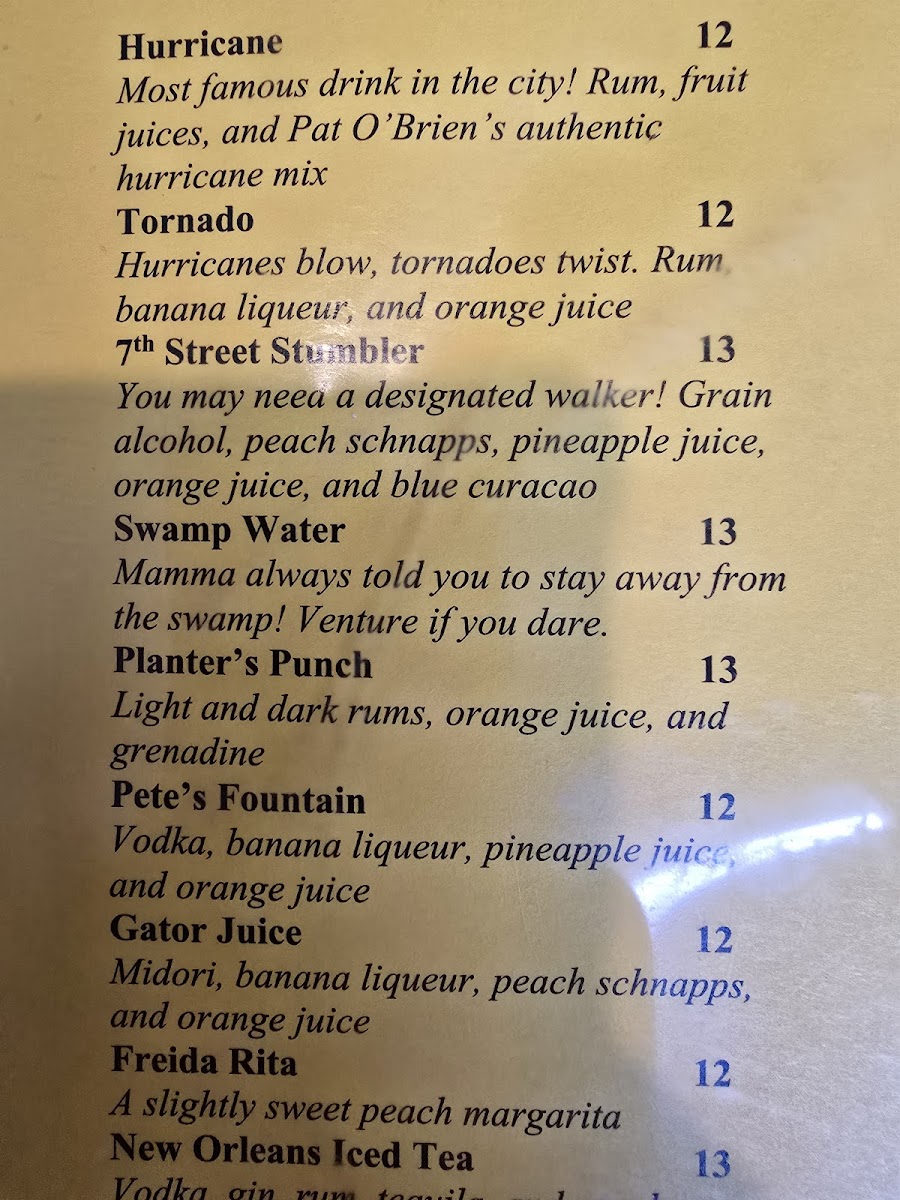 Hurricane 12
Most famous drink in the city! Rum, fruit
juices, and Pat O'Brien's authentic
hurricane mix
Tornado 12
Hurricanes blow, tornadoes twist. Rum,
banana liqueur, and orange juice
7th Street Stumbler 13
You may need a designated walker! Grain
alcohol, peach schnapps, pineapple juice,
orange juice, and blue curacao
Swamp Water 13
Mamma always told you to stay away from
the swamp! Venture if you dare.
Planter's Punch 13
Light and dark rums, orange juice, and
grenadine
Pete's Fountain 12
Vodka, banana liqueur, pineapple juice,
and orange juice
Gator Juice 12
Midori, banana liqueur, peach schnapps,
and orange juice
Freida Rita 12
A slightly sweet peach margarita
New Orleans Iced Tea 13
Vodka, gin, rum, tequila, and